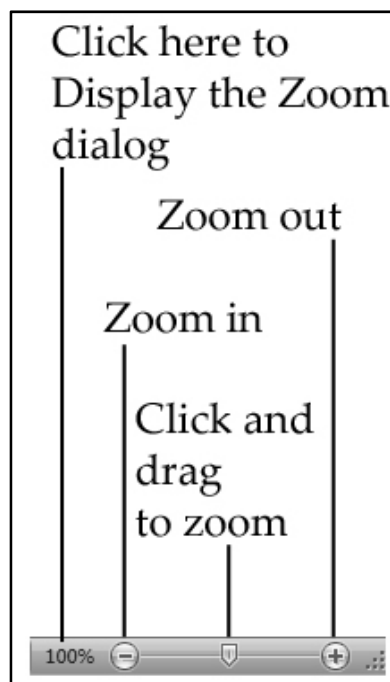 Click here to
Display the Zoom
dialog
Zoom out
Zoom in
Click and
drag
to zoom
100%